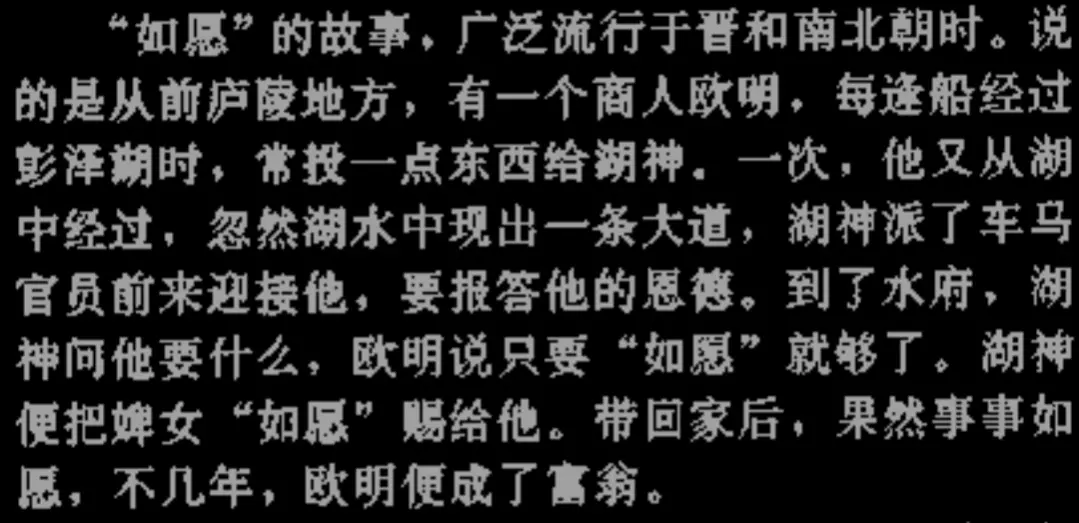 “如愿”的故事，广泛流行于晋和南北朝时。说
的是从前庐陵地方，有一个商人欧明，每逢船经过
彭泽湖时，常投一点东西给湖神。一次，他又从湖
中经过，忽然湖水中现出一条大道，湖神派了车马
官员前来迎接他，要报答他的恩德。到了水府，湖
神问他要什么，欧明说只要“如愿”就够了。湖神
便把婢女“如愿”赐给他。带回家后，果然事事如
愿，不几年，欧明便成了富翁。